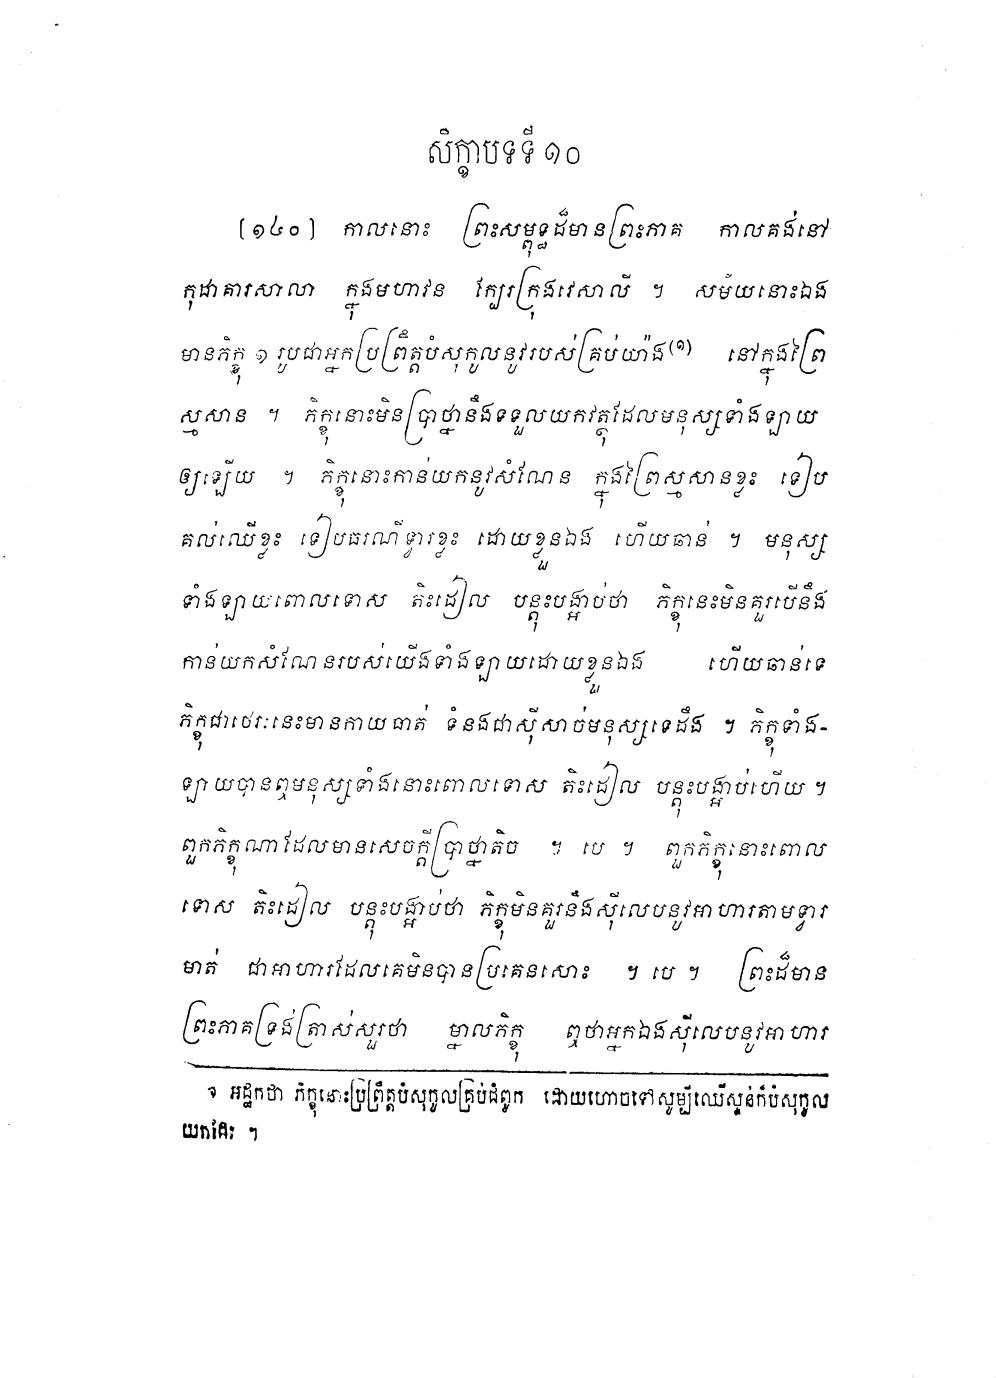 សិក្ខាបទទី ១០
[១៤០] កាលនោះ ព្រះសម្ពុទ្ធដ៏មានព្រះភាគ កាលគង់នៅ
កុដាគារសាលា ក្នុងមហាវន ក្បែរក្រុងវេសាលី ។ សម័យនោះឯង
មានភិក្ខុ ១ រូបជាអ្នកប្រព្រឹត្តបំសុកូលនូវរបស់គ្រប់យ៉ាង(១) នៅក្នុងព្រៃ
ស្មសាន ។ ភិក្ខុនោះមិនប្រាថ្នានឹងទទួលយកវត្ថុដែលមនុស្សទាំងឡាយ
ឲ្យឡើយ ។ ភិក្ខុនោះកាន់យកនូវសំណែន ក្នុងព្រៃស្មសានខ្លះ ទៀប
គល់ឈើខ្លះ ទៀបធរណីទ្វារខ្លះ ដោយខ្លួនឯង ហើយឆាន់ ។ មនុស្ស
ទាំងឡាយពោលទោស តិះដៀល បន្តុះបង្អាប់ថា ភិក្ខុនេះមិនគួរបើនឹង
កាន់យកសំណែនរបស់យើងទាំងឡាយដោយខ្លួនឯង ហើយឆាន់ទេ
ភិក្ខុជាថេរៈនេះមានកាយធាត់ ទំនងជាស៊ីសាច់មនុស្សទេដឹង ។ ភិក្ខុទាំង-
ឡាយបានឮមនុស្សទាំងនោះពោលទោស តិះដៀល បន្តុះបង្អាប់ហើយ ។
ពួកភិក្ខុណាដែលមានសេចក្តីប្រាថ្នាតិច ។ បេ ។ ពួកភិក្ខុនោះពោល
ទោស តិះដៀល បន្តុះបង្អាប់ថា ភិក្ខុមិនគួរនឹងស៊ីលេបនូវអាហារតាមទ្វារ
មាត់ ជាអាហារដែលគេមិនបានប្រគេនសោះ ។ បេ ។ ព្រះដ៏មាន
ព្រះភាគទ្រង់ត្រាស់សួរថា ម្នាលភិក្ខុ ឮថាអ្នកឯងស៊ីលេបនូវអាហារ
១ អដ្ឋកថា ភិក្ខុនោះប្រព្រឹត្តបំសុកូលគ្រប់ដំពូក ដោយហោចទៅសូម្បីឈើស្ទន់ក៏បំសុកូល
យកដែរ ។